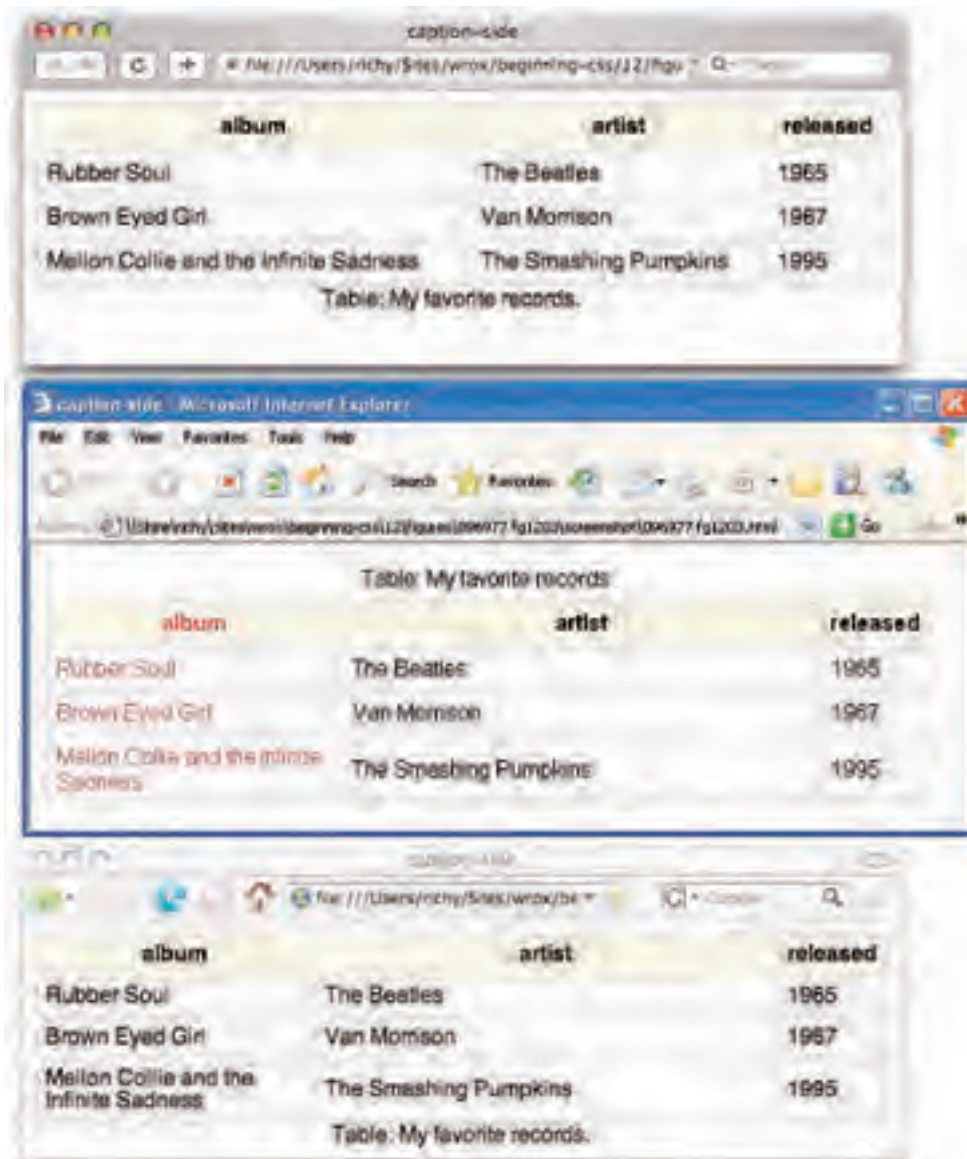 caption-side
file:///Users/richy/Sites/wrox/beginning-css/12/figu
album artist released
Rubber Soul The Beatles 1965
Brown Eyed Girl Van Morrison 1967
Mellon Collie and the Infinite Sadness The Smashing Pumpkins 1995
Table: My favorite records.
caption-side - Microsoft Internet Explorer
File Edit View Favorites Tools Help
Search Favorites
Go
Table: My favorite records.
album artist released
Rubber Soul The Beatles 1965
Brown Eyed Girl Van Morrison 1967
Mellon Collie and the Infinite
Sadness The Smashing Pumpkins 1995
caption-side
file:///Users/richy/Sites/wrox/be
album artist released
Rubber Soul The Beatles 1965
Brown Eyed Girl Van Morrison 1967
Mellon Collie and the
Infinite Sadness The Smashing Pumpkins 1995
Table: My favorite records.